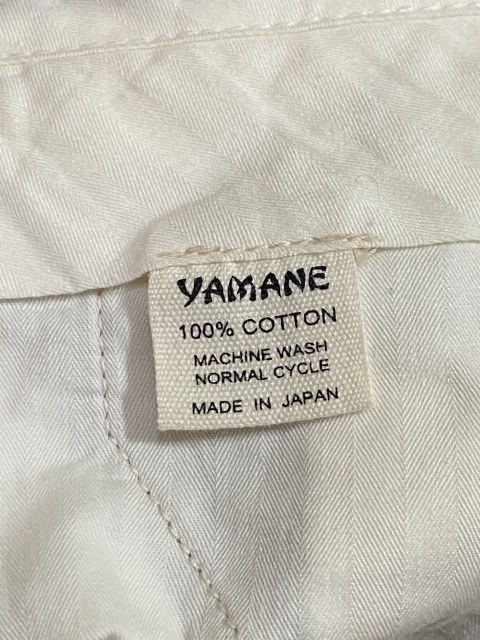 YAMANE
100% COTTON
MACHINE WASH
NORMAL CYCLE
MADE IN JAPAN